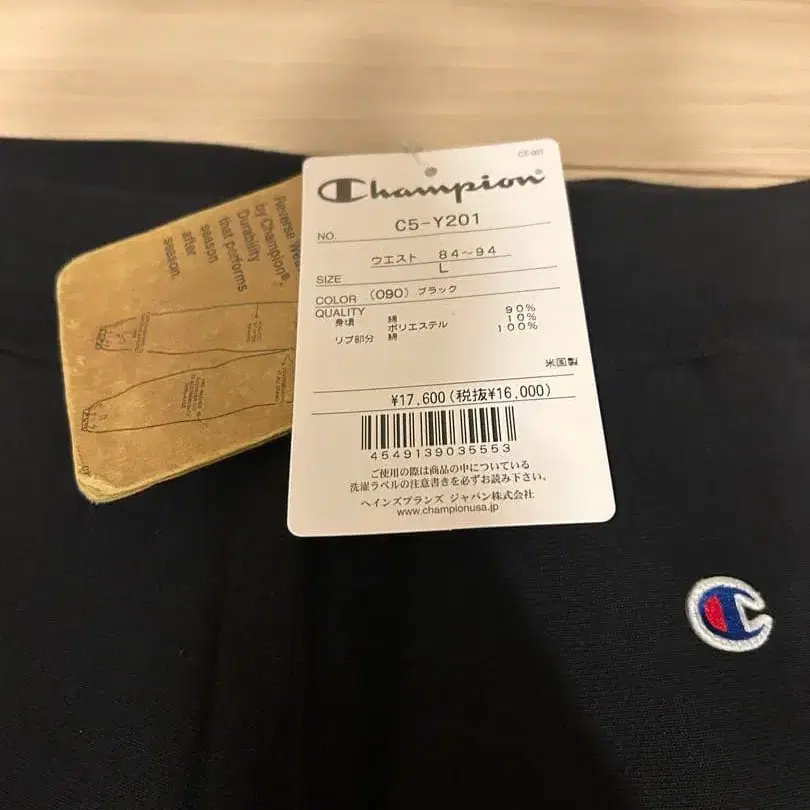 Reverse Wea
by Champion®.
Durability
that performs
season
after
season.
CT-001
Champion
NO. C5-Y201
ウエスト 84～94
SIZE L
COLOR (090) ブラック
QUALITY
身頃 綿 90%
ポリエステル 10%
リブ部分 綿 100%
¥17,600(税抜¥16,000)
4549139035553
ご使用の際は商品の中についている
洗濯ラベルの注意書きを必ずお読み下さい。
ヘインズブランズ ジャパン株式会社
www.championusa.jp